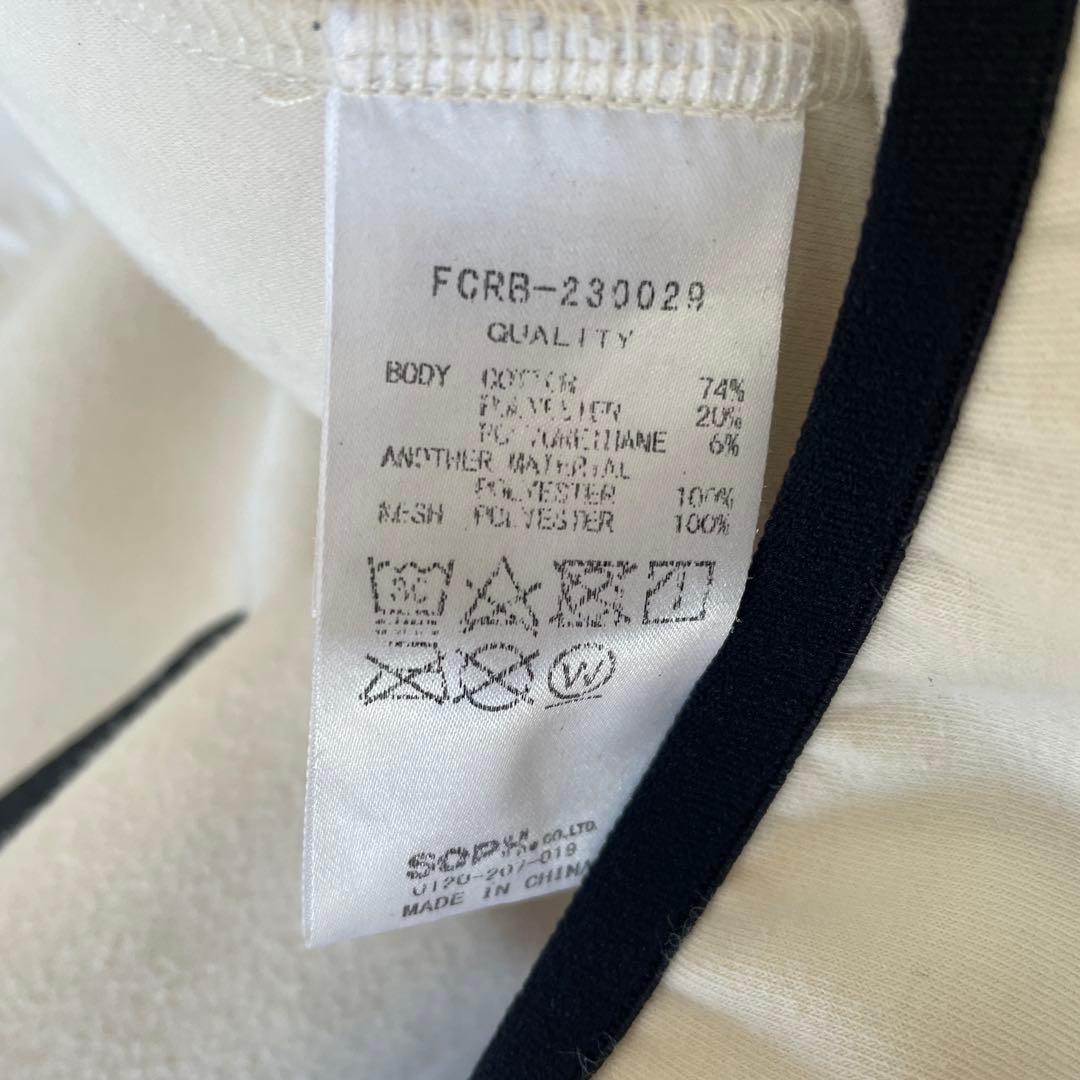 FCRB-230029
QUALITY
BODY COTTON 74%
POLYESTER 20%
POLYURETHANE 6%
ANOTHER MATERIAL
POLYESTER 100%
MESH POLYESTER 100%
30
W
SOPH. CO.,LTD.
0120-207-019
MADE IN CHINA